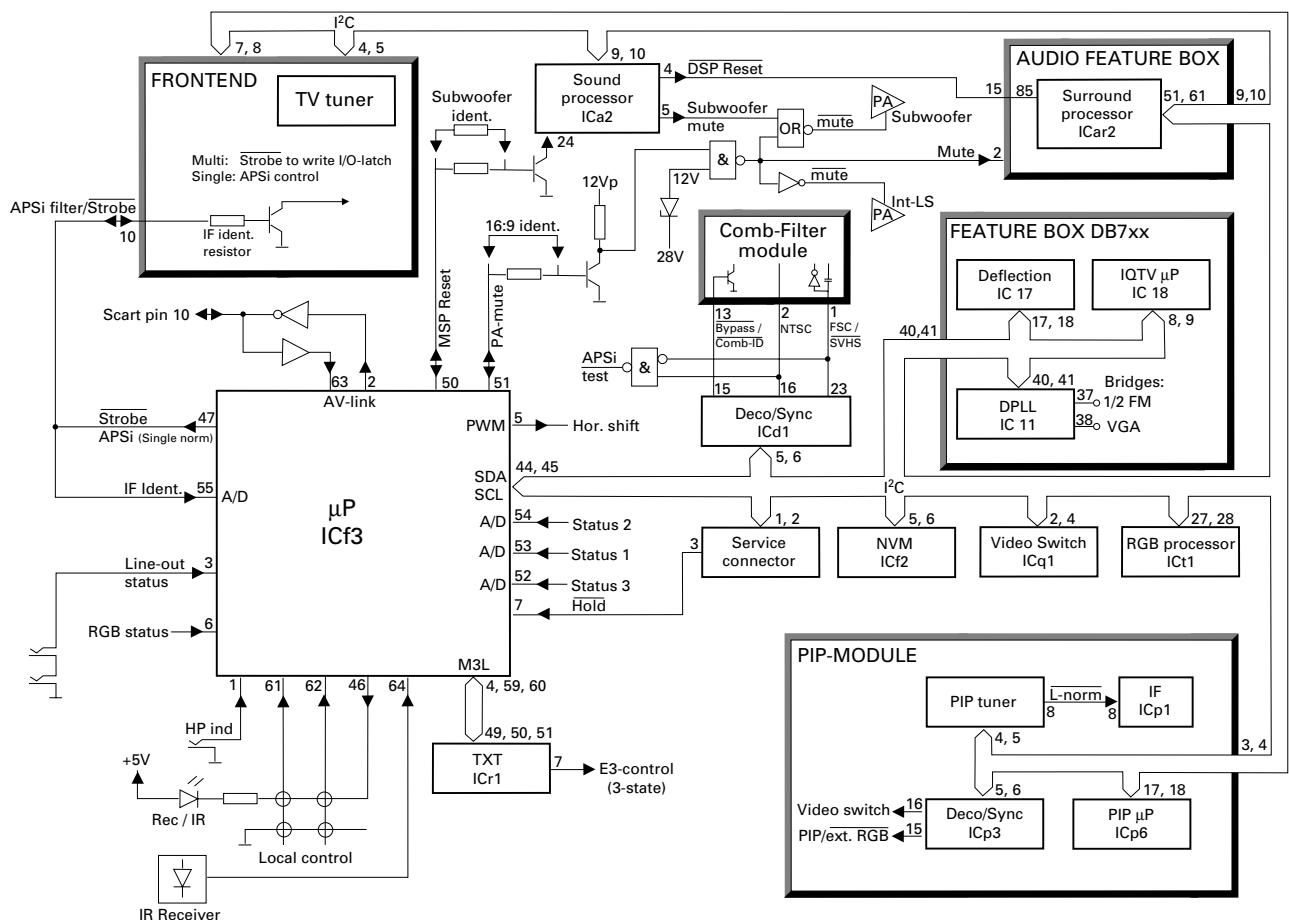 I²C
7, 8
4, 5
9, 10
FRONTEND
TV tuner
Multi: Strobe to write I/O-latch
Single: APSi control
APSi filter/Strobe
10
IF ident.
resistor
Subwoofer
ident.
Sound
processor
ICa2
4
DSP Reset
5
Subwoofer
mute
24
OR
mute
PA
Subwoofer
AUDIO FEATURE BOX
15
85
Surround
processor
ICar2
51, 61
9,10
Mute
2
&
12V
28V
mute
Int-LS
PA
12Vp
16:9 ident.
MSP Reset
PA-mute
Comb-Filter
module
13
Bypass /
Comb-ID
2
NTSC
1
FSC /
SVHS
APSi
test
&
15
16
23
Deco/Sync
ICd1
5, 6
FEATURE BOX DB7xx
Deflection
IC 17
17, 18
IQTV µP
IC 18
8, 9
40,41
40, 41
DPLL
IC 11
Bridges:
37
1/2 FM
38
VGA
Scart pin 10
63
2
AV-link
50
51
Strobe
47
APSi (Single norm)
IF Ident.
55
A/D
µP
ICf3
PWM
5
Hor. shift
SDA
SCL
44, 45
I²C
A/D
54
Status 2
A/D
53
Status 1
A/D
52
Status 3
7
Hold
Line-out
status
3
RGB status
6
3
1, 2
Service
connector
5, 6
NVM
ICf2
2, 4
Video Switch
ICq1
27, 28
RGB processor
ICt1
1
61
62
46
64
M3L
4, 59, 60
HP ind
+5V
Rec / IR
Local control
IR Receiver
49, 50, 51
TXT
ICr1
7
E3-control
(3-state)
PIP-MODULE
PIP tuner
L-norm
8
8
IF
ICp1
4, 5
3, 4
5, 6
17, 18
Video switch
16
PIP/ext. RGB
15
Deco/Sync
ICp3
PIP µP
ICp6